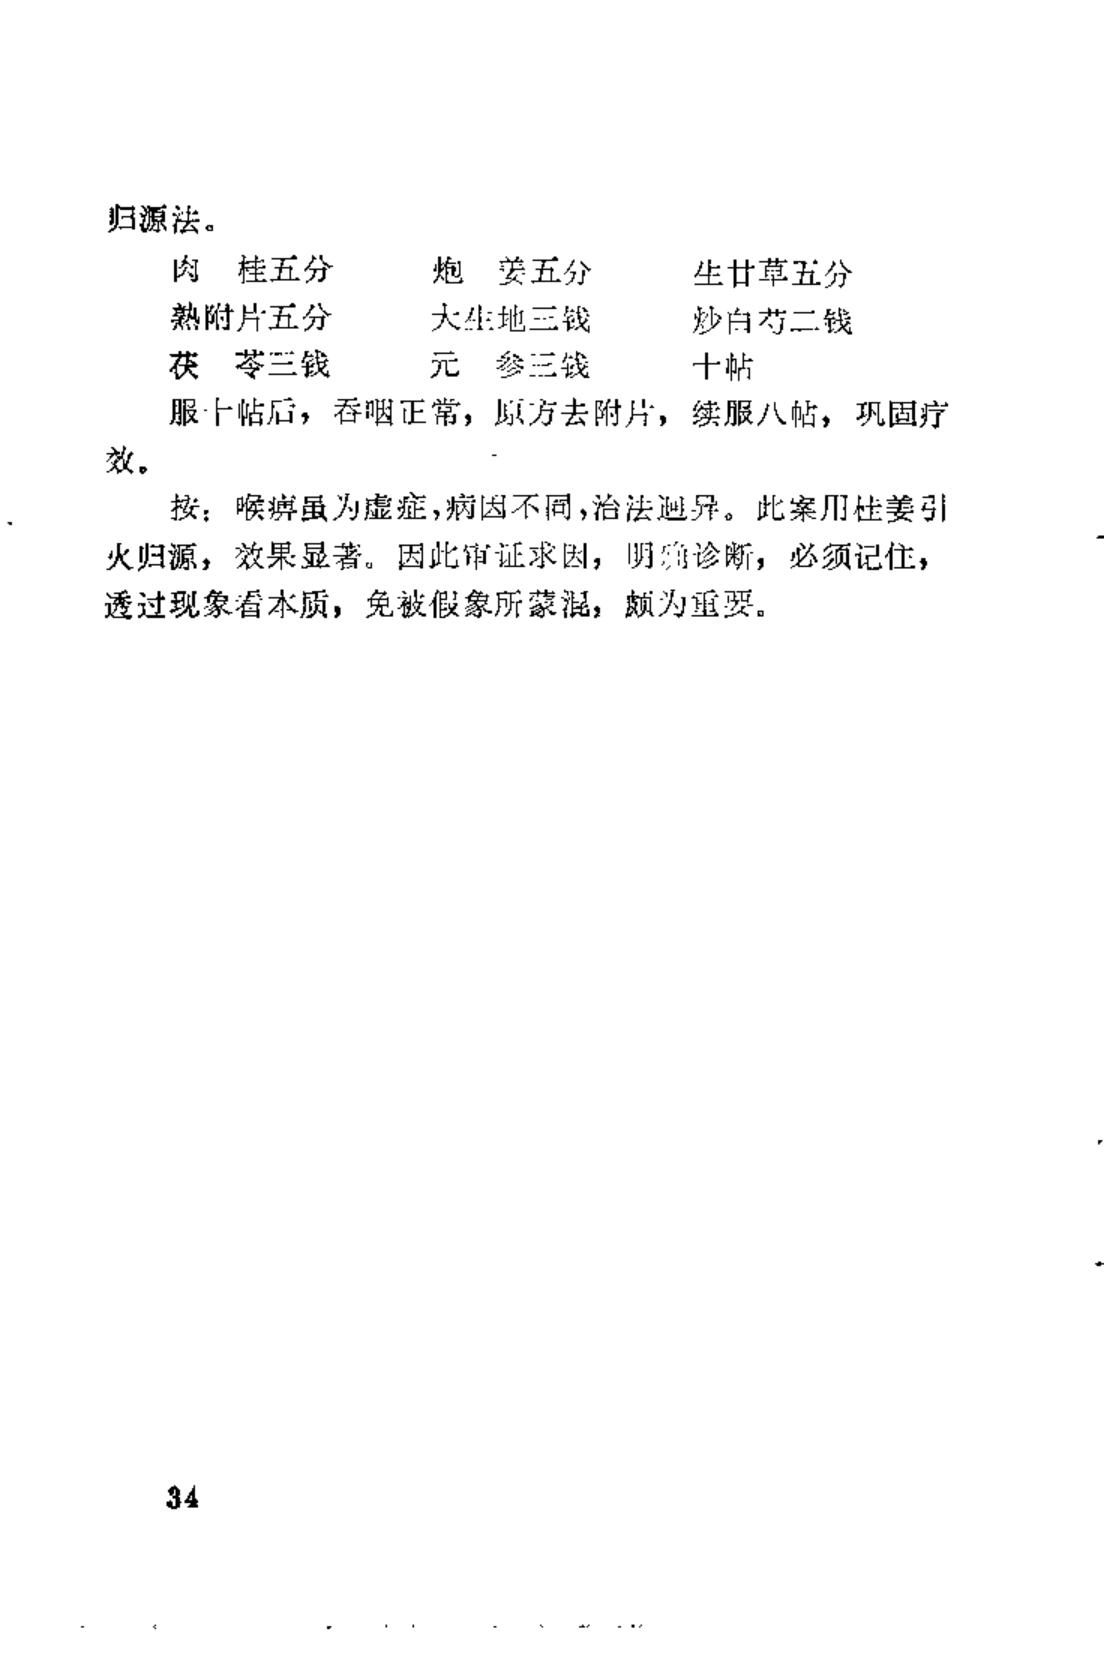 归源法。
肉　桂五分　炮　姜五分　生甘草五分
熟附片五分　大生地三钱　炒白芍二钱
茯　苓三钱　元　参三钱　十帖
服十帖后，吞咽正常，原方去附片，续服八帖，巩固疗
效。
按：喉痹虽为虚症，病因不同，治法迥异。此案用桂姜引
火归源，效果显著。因此审证求因，明确诊断，必须记住，
透过现象看本质，免被假象所蒙混，颇为重要。
34